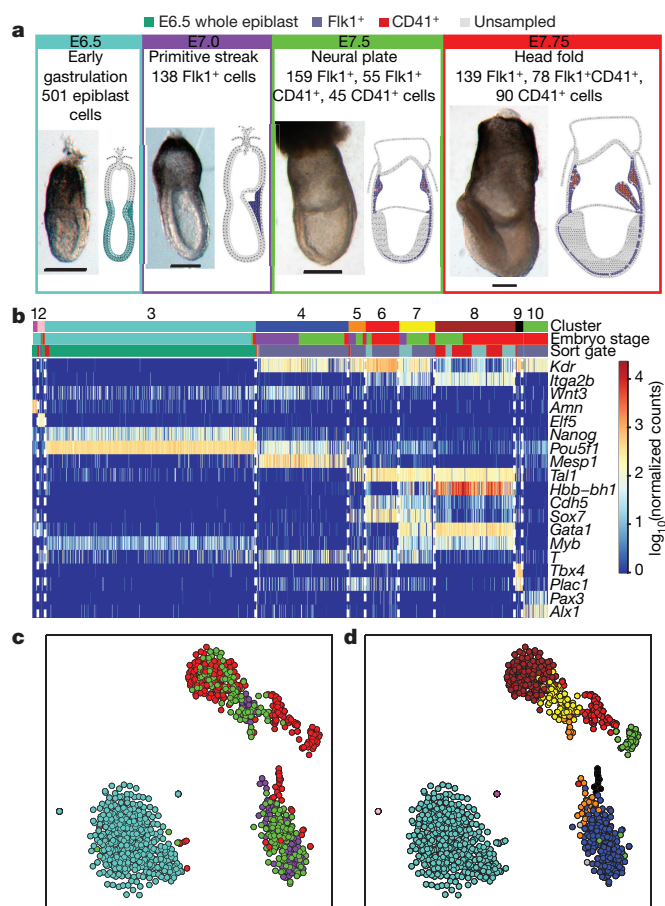 E6.5 whole epiblast Flk1+ CD41+ Unsampled
a
E6.5
Early
gastrulation
501 epiblast
cells
E7.0
Primitive streak
138 Flk1+ cells
E7.5
Neural plate
159 Flk1+, 55 Flk1+
CD41+, 45 CD41+ cells
E7.75
Head fold
139 Flk1+, 78 Flk1+CD41+,
90 CD41+ cells
b
1 2 3 4 5 6 7 8 9 10
Cluster
Embryo stage
Sort gate
Kdr
Itga2b
Wnt3
Amn
Elf5
Nanog
Pou5f1
Mesp1
Tal1
Hbb-bh1
Cdh5
Sox7
Gata1
Myb
T
Tbx4
Plac1
Pax3
Alx1
4
3
2
1
0
log10(normalized counts)
c
d